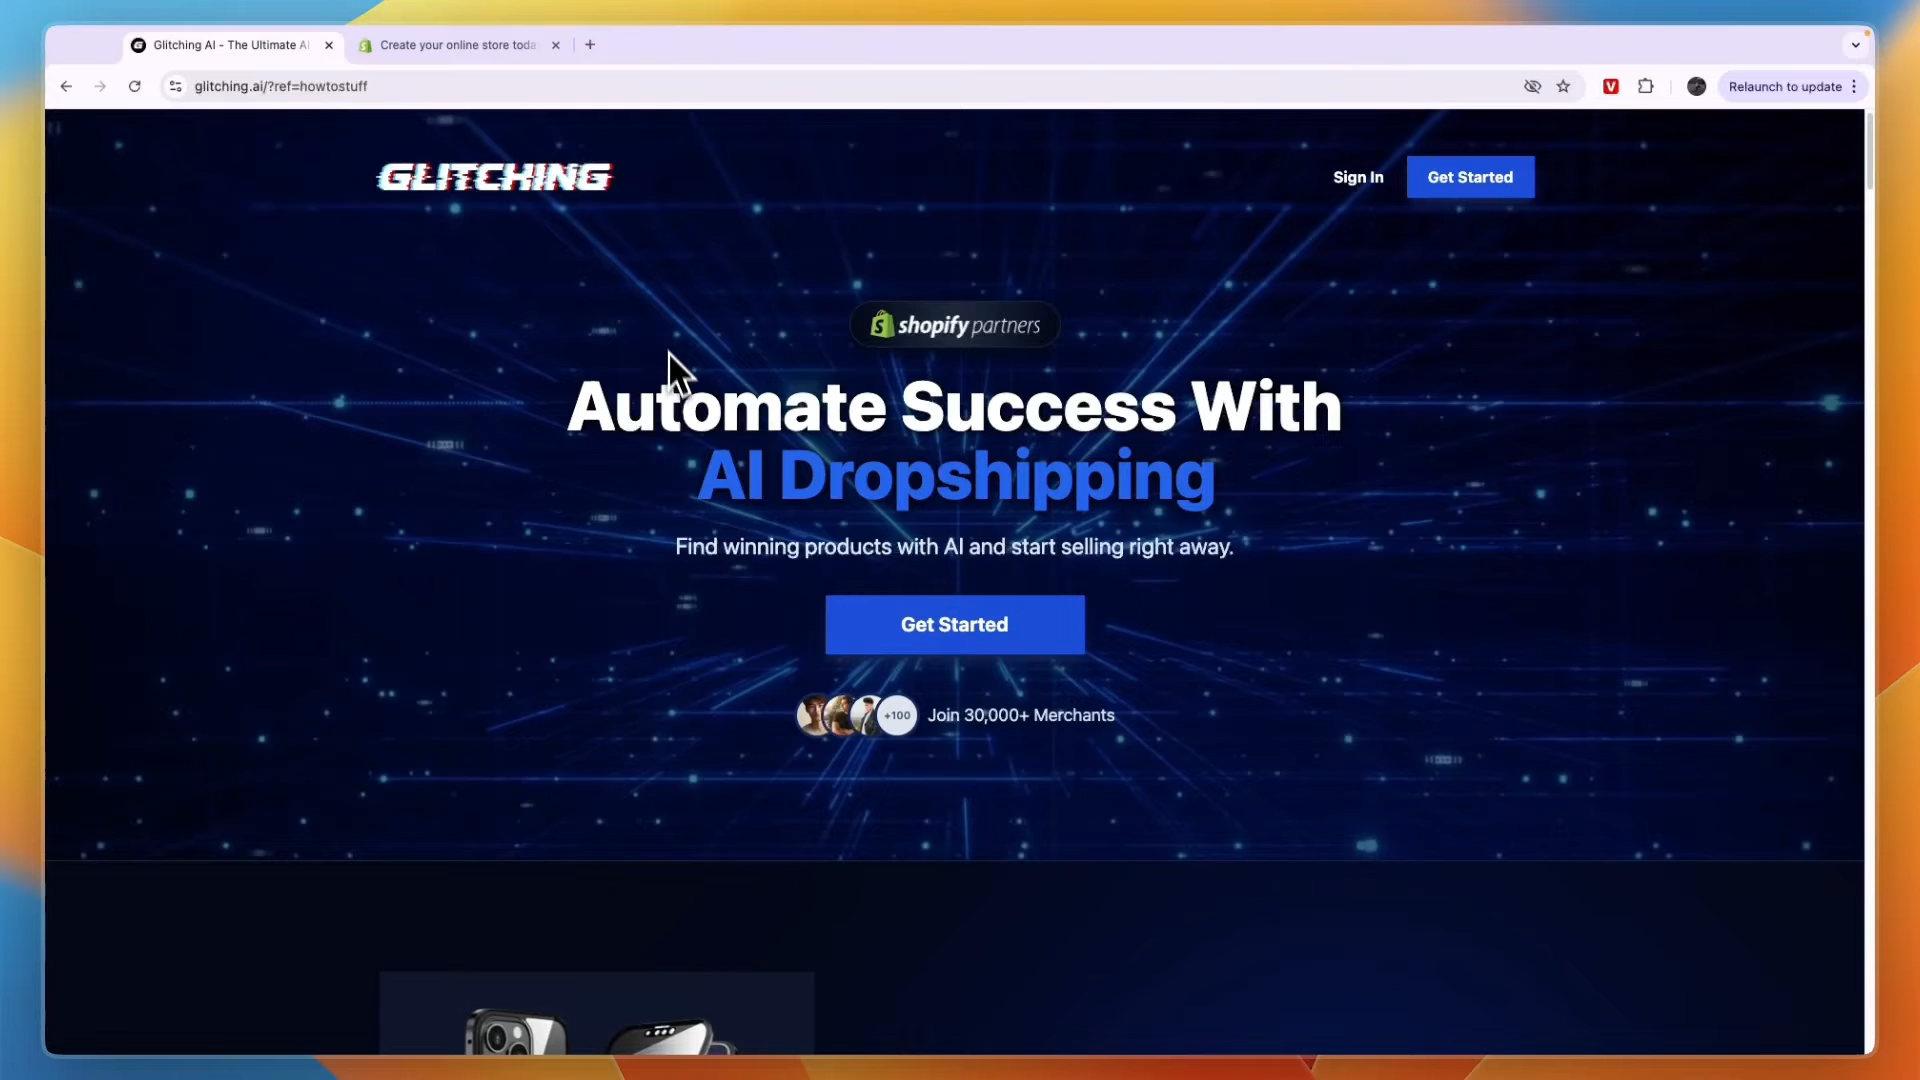 Glitching AI - The Ultimate AI
Create your online store toda
glitching.ai/?ref=howtostuff
V
Relaunch to update
GLITCHING
Sign In
Get Started
shopify partners
Automate Success With
AI Dropshipping
Find winning products with AI and start selling right away.
Get Started
+100
Join 30,000+ Merchants